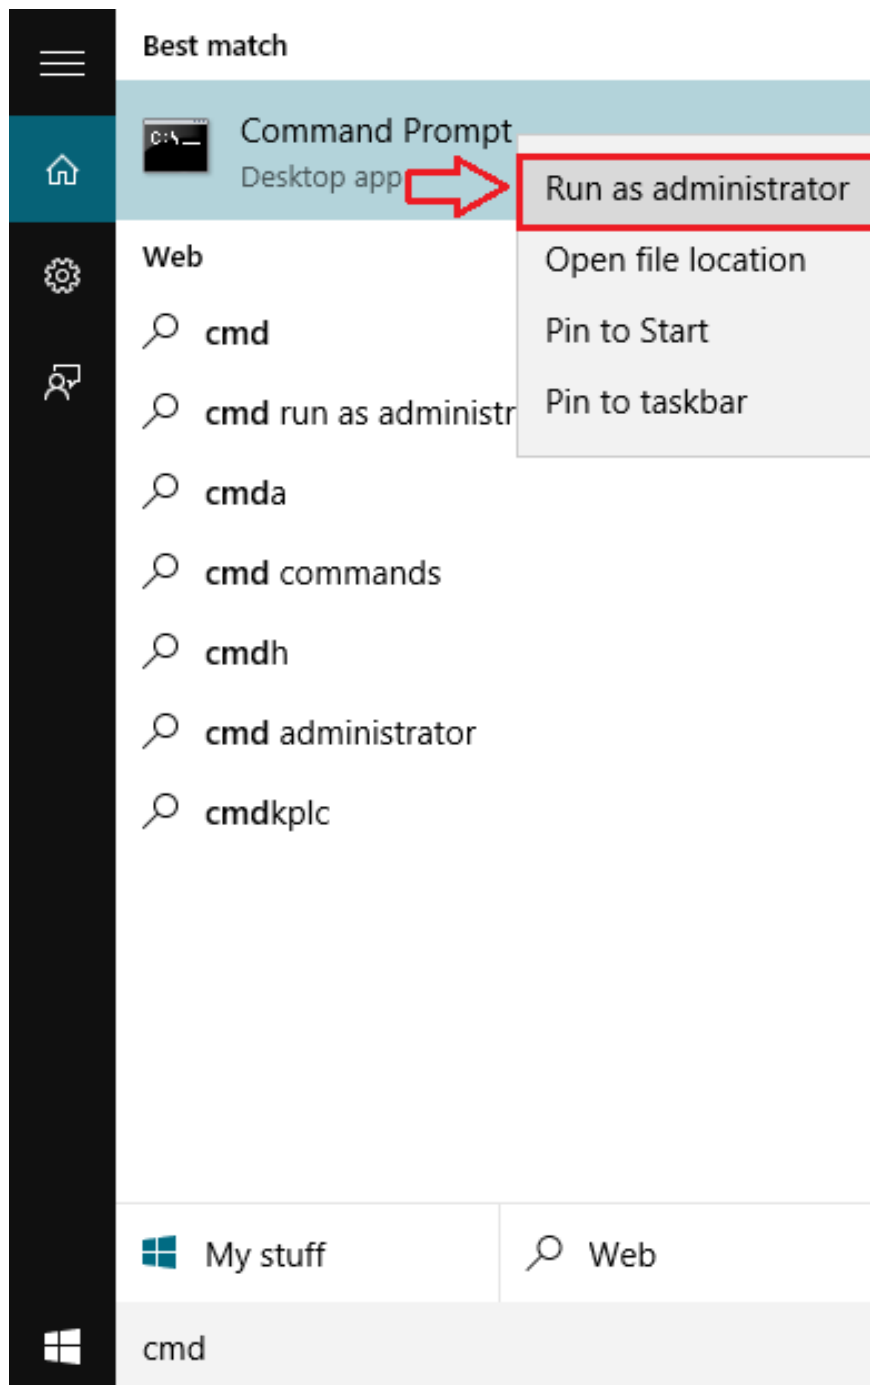 Best match
C:\_
Command Prompt
Desktop app
Run as administrator
Open file location
Pin to Start
Pin to taskbar
Web
cmd
cmd run as administr
cmda
cmd commands
cmdh
cmd administrator
cmdkplc
My stuff
Web
cmd